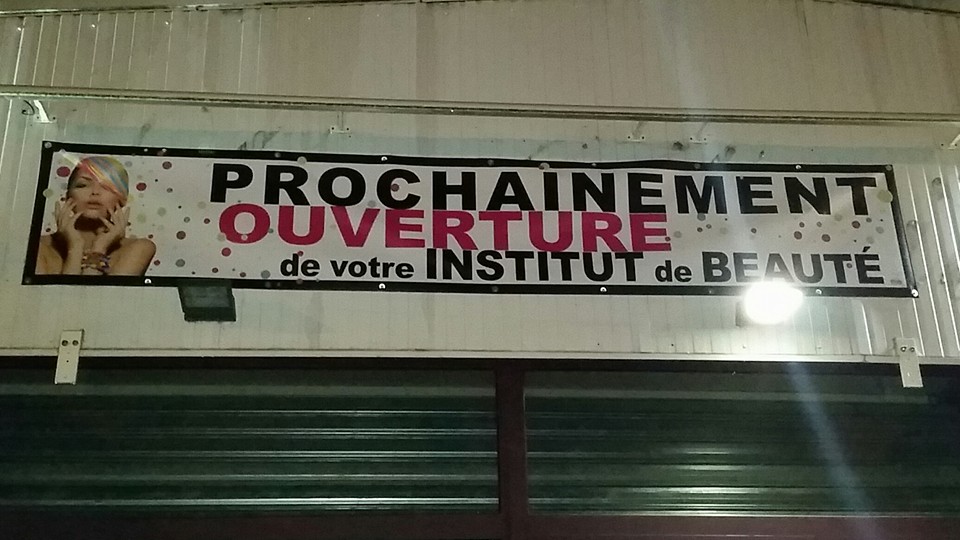 PROCHAINEMENT
OUVERTURE
de votre INSTITUT de BEAUTÉ